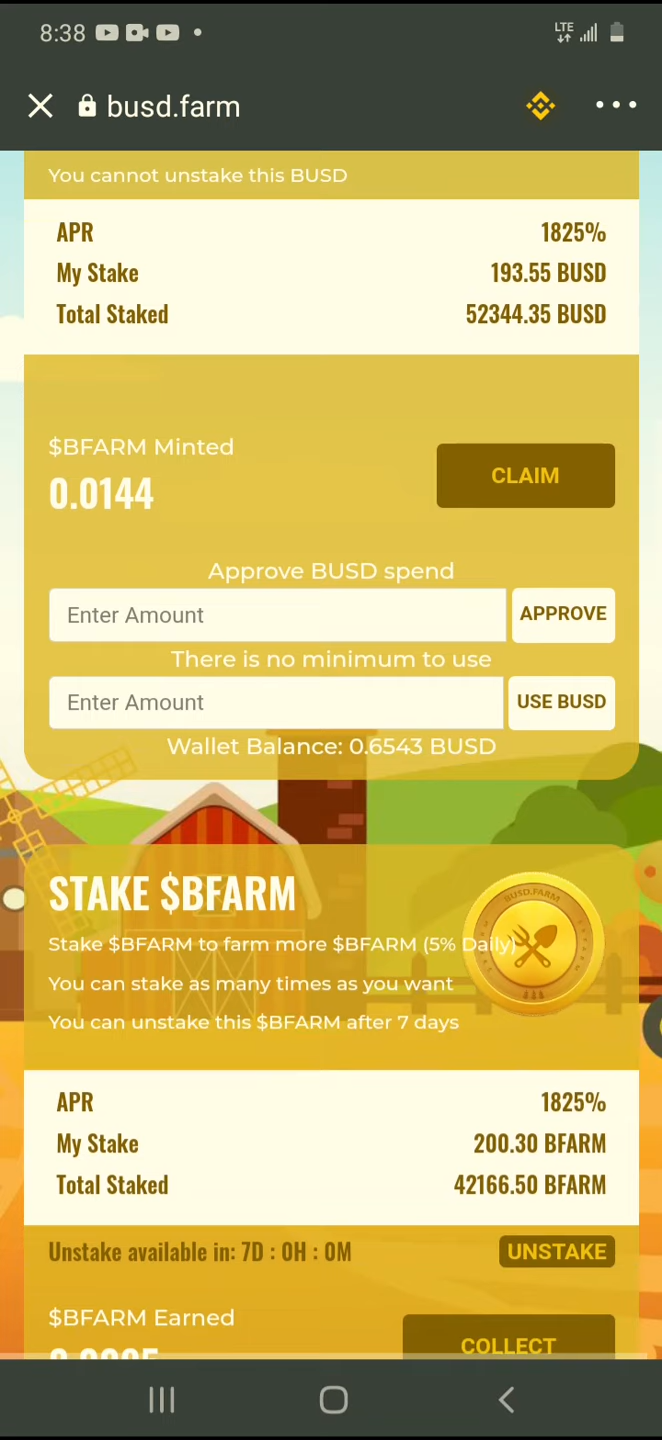 8:38
LTE
busd.farm
You cannot unstake this BUSD
APR 1825%
My Stake 193.55 BUSD
Total Staked 52344.35 BUSD
$BFARM Minted
0.0144
CLAIM
Approve BUSD spend
Enter Amount APPROVE
There is no minimum to use
Enter Amount USE BUSD
Wallet Balance: 0.6543 BUSD
STAKE $BFARM
BUSD.FARM
Stake $BFARM to farm more $BFARM (5% Daily)
You can stake as many times as you want
You can unstake this $BFARM after 7 days
APR 1825%
My Stake 200.30 BFARM
Total Staked 42166.50 BFARM
Unstake available in: 7D : 0H : 0M UNSTAKE
$BFARM Earned
COLLECT